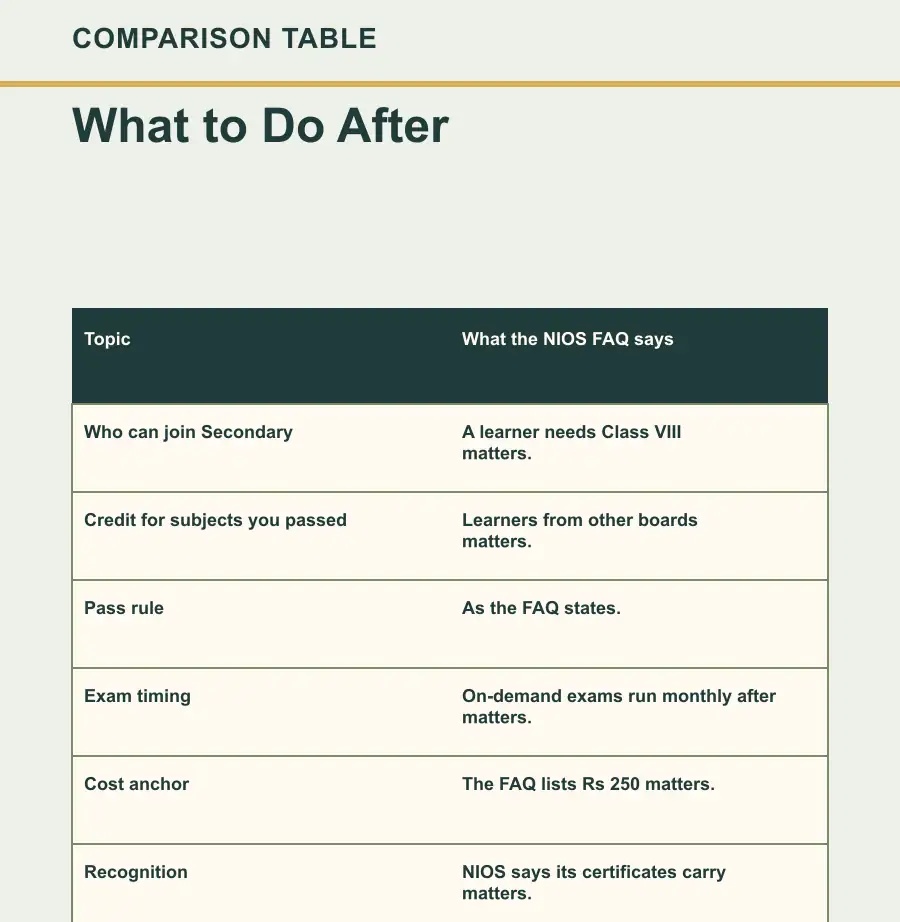 COMPARISON TABLE
What to Do After
Topic
What the NIOS FAQ says
Who can join Secondary
A learner needs Class VIII
matters.
Credit for subjects you passed
Learners from other boards
matters.
Pass rule
As the FAQ states.
Exam timing
On-demand exams run monthly after
matters.
Cost anchor
The FAQ lists Rs 250 matters.
Recognition
NIOS says its certificates carry
matters.